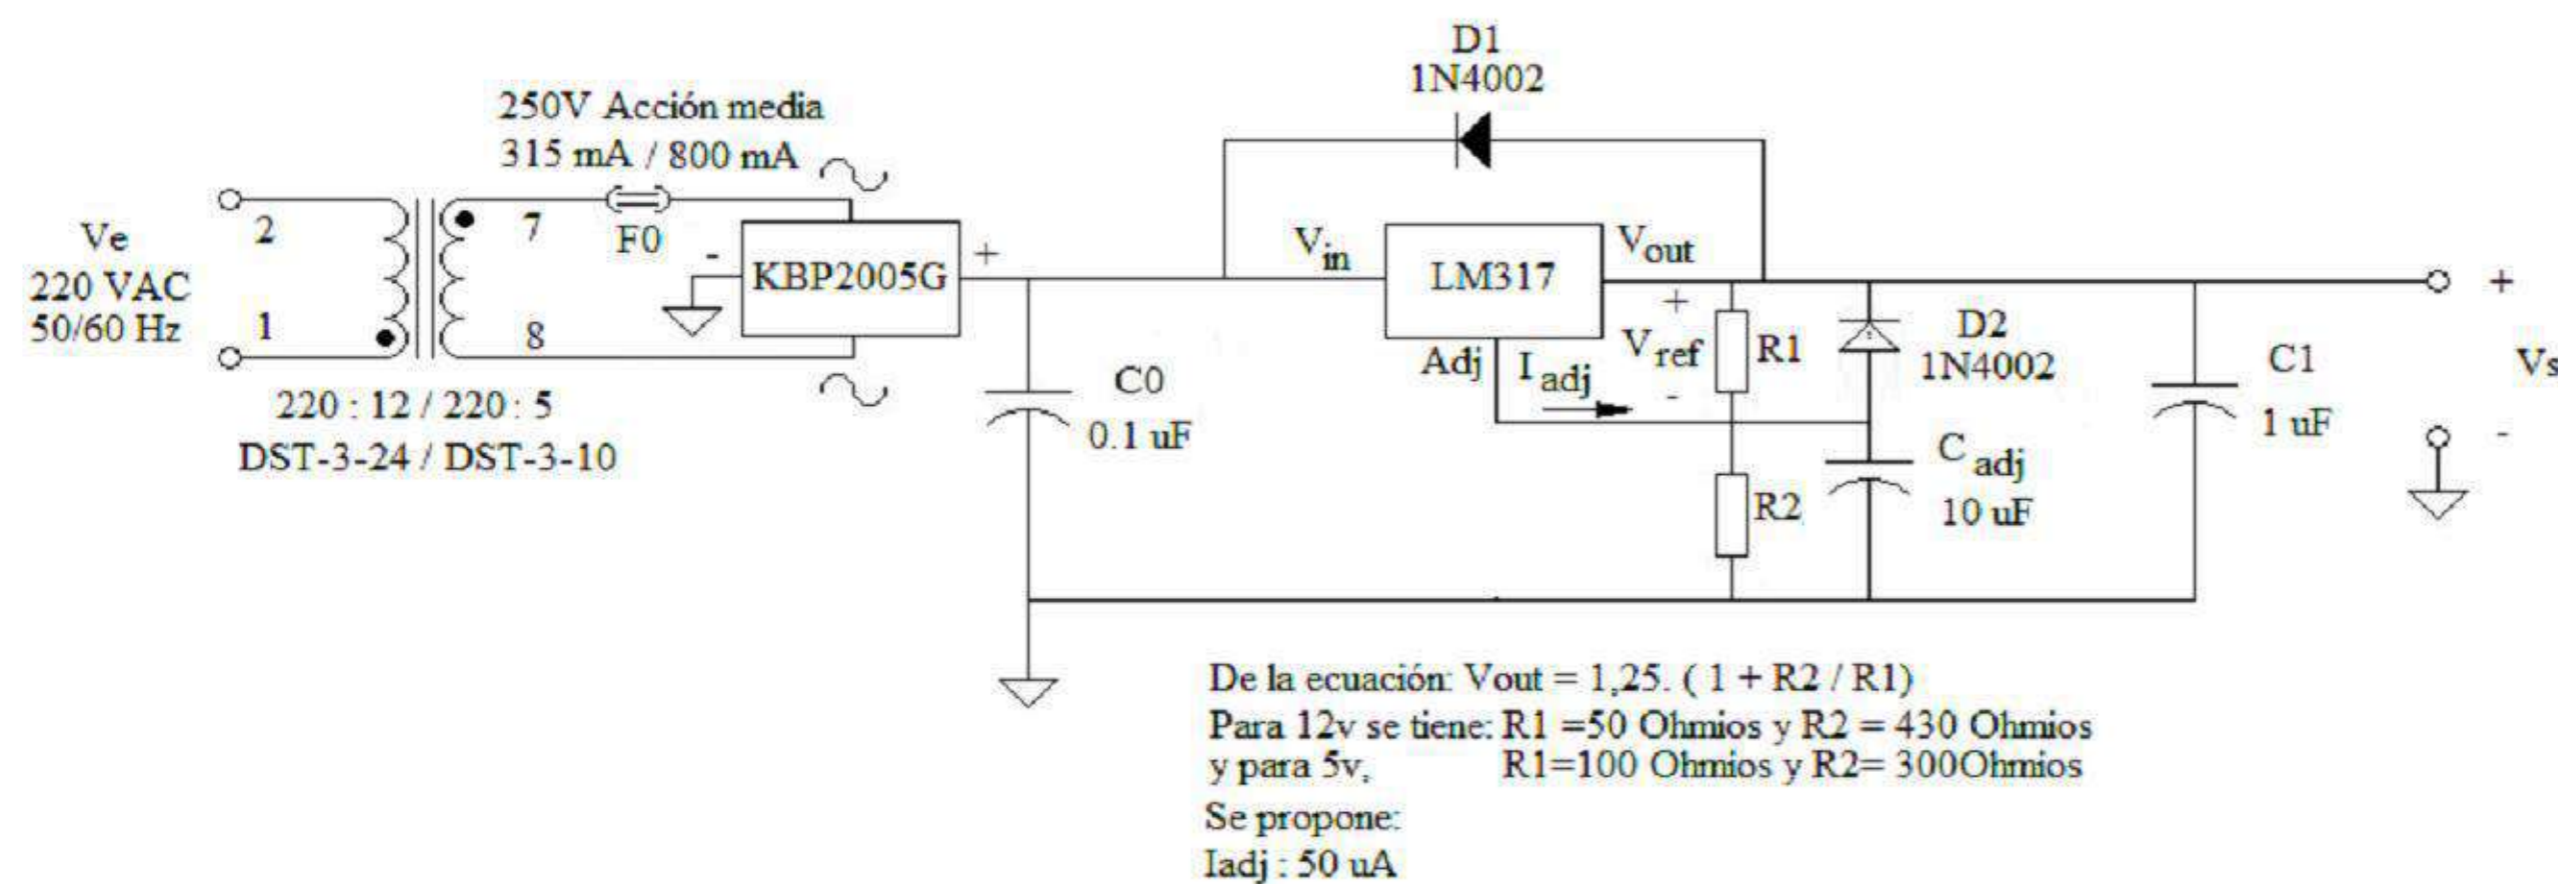 D1
1N4002
250V Acción media
315 mA / 800 mA
Ve
220 VAC
50/60 Hz
2
1
7
8
F0
220 : 12 / 220 : 5
DST-3-24 / DST-3-10
-
KBP2005G
+
C0
0.1 uF
Vin
LM317
Vout
Adj
Iadj
+
Vref
-
R1
R2
D2
1N4002
Cadj
10 uF
C1
1 uF
+
Vs
-
De la ecuación: Vout = 1,25. ( 1 + R2 / R1)
Para 12v se tiene: R1 =50 Ohmios y R2 = 430 Ohmios
y para 5v, R1=100 Ohmios y R2= 300Ohmios
Se propone:
Iadj : 50 uA